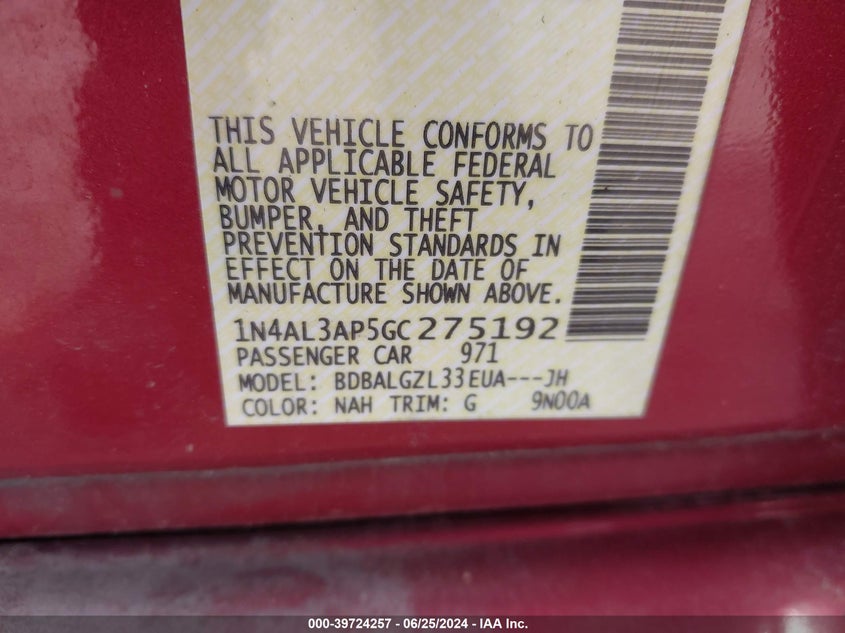 THIS VEHICLE CONFORMS TO
ALL APPLICABLE FEDERAL
MOTOR VEHICLE SAFETY,
BUMPER, AND THEFT
PREVENTION STANDARDS IN
EFFECT ON THE DATE OF
MANUFACTURE SHOWN ABOVE.
1N4AL3AP5GC275192
PASSENGER CAR 971
MODEL: BDBALGZL33EUA---JH
COLOR: NAH TRIM: G 9N00A
000-39724257 - 06/25/2024 - IAA Inc.